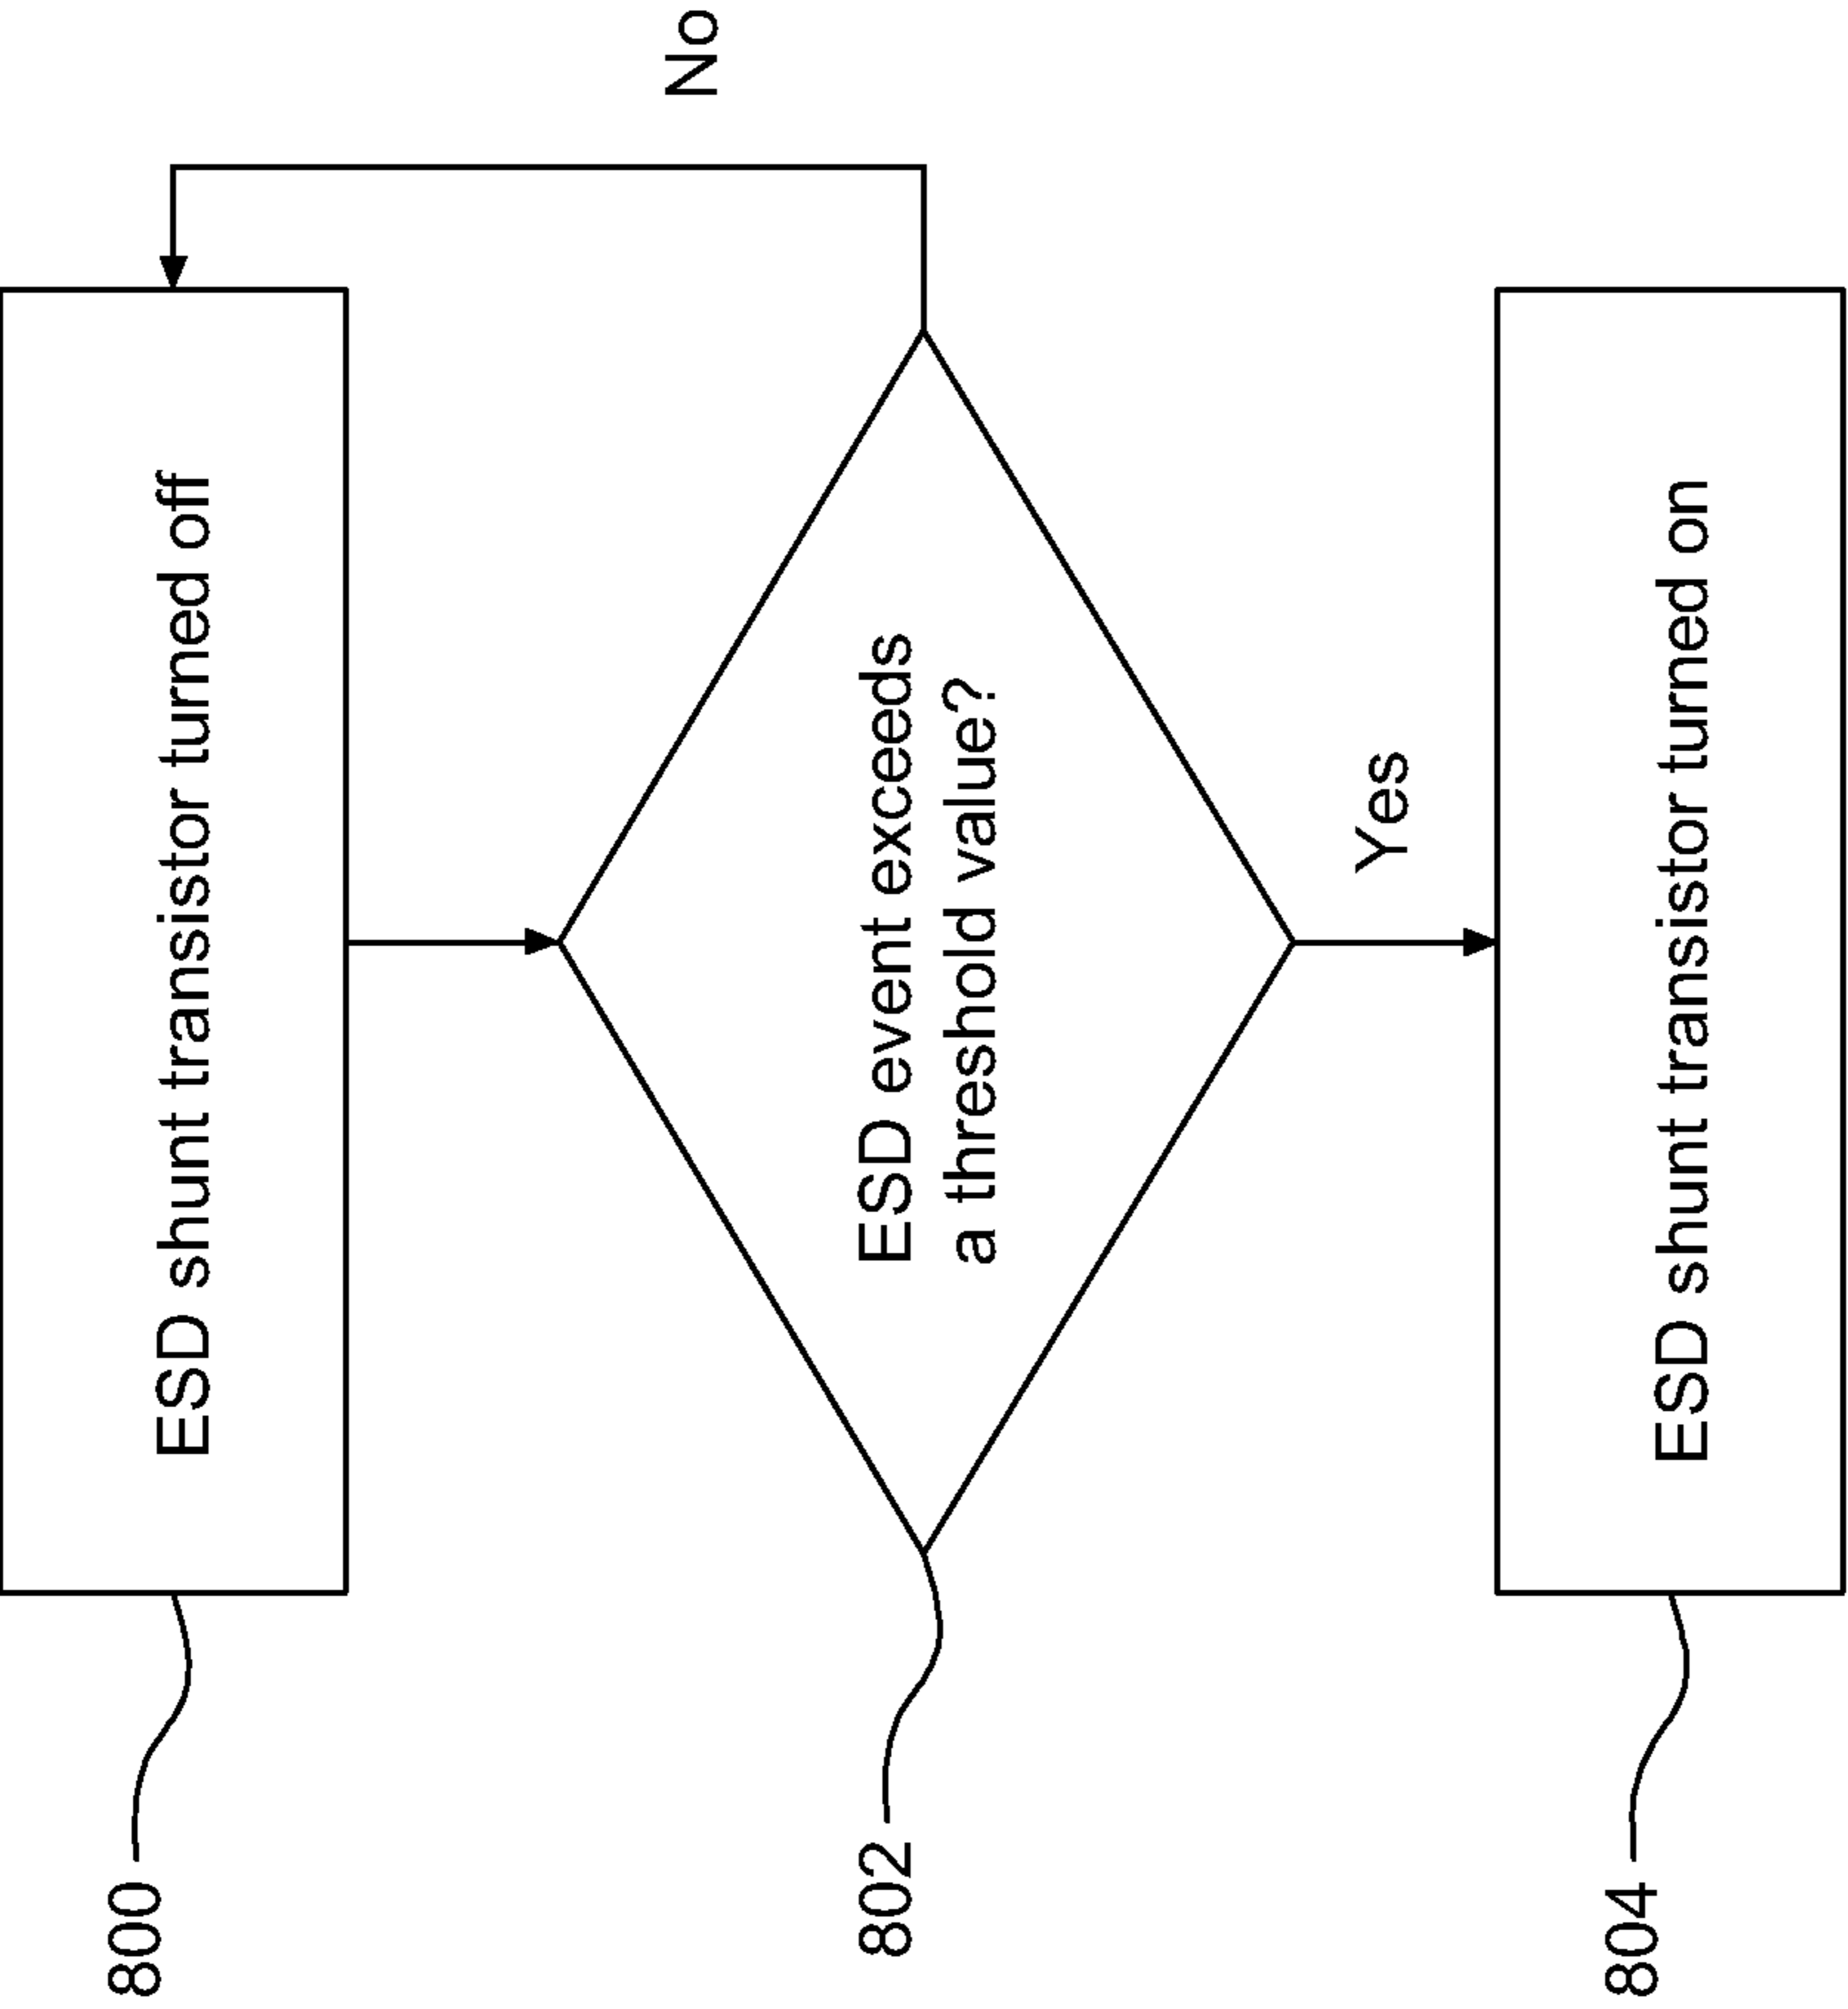 800
ESD shunt transistor turned off
802
ESD event exceeds
a threshold value?
No
Yes
804
ESD shunt transistor turned on